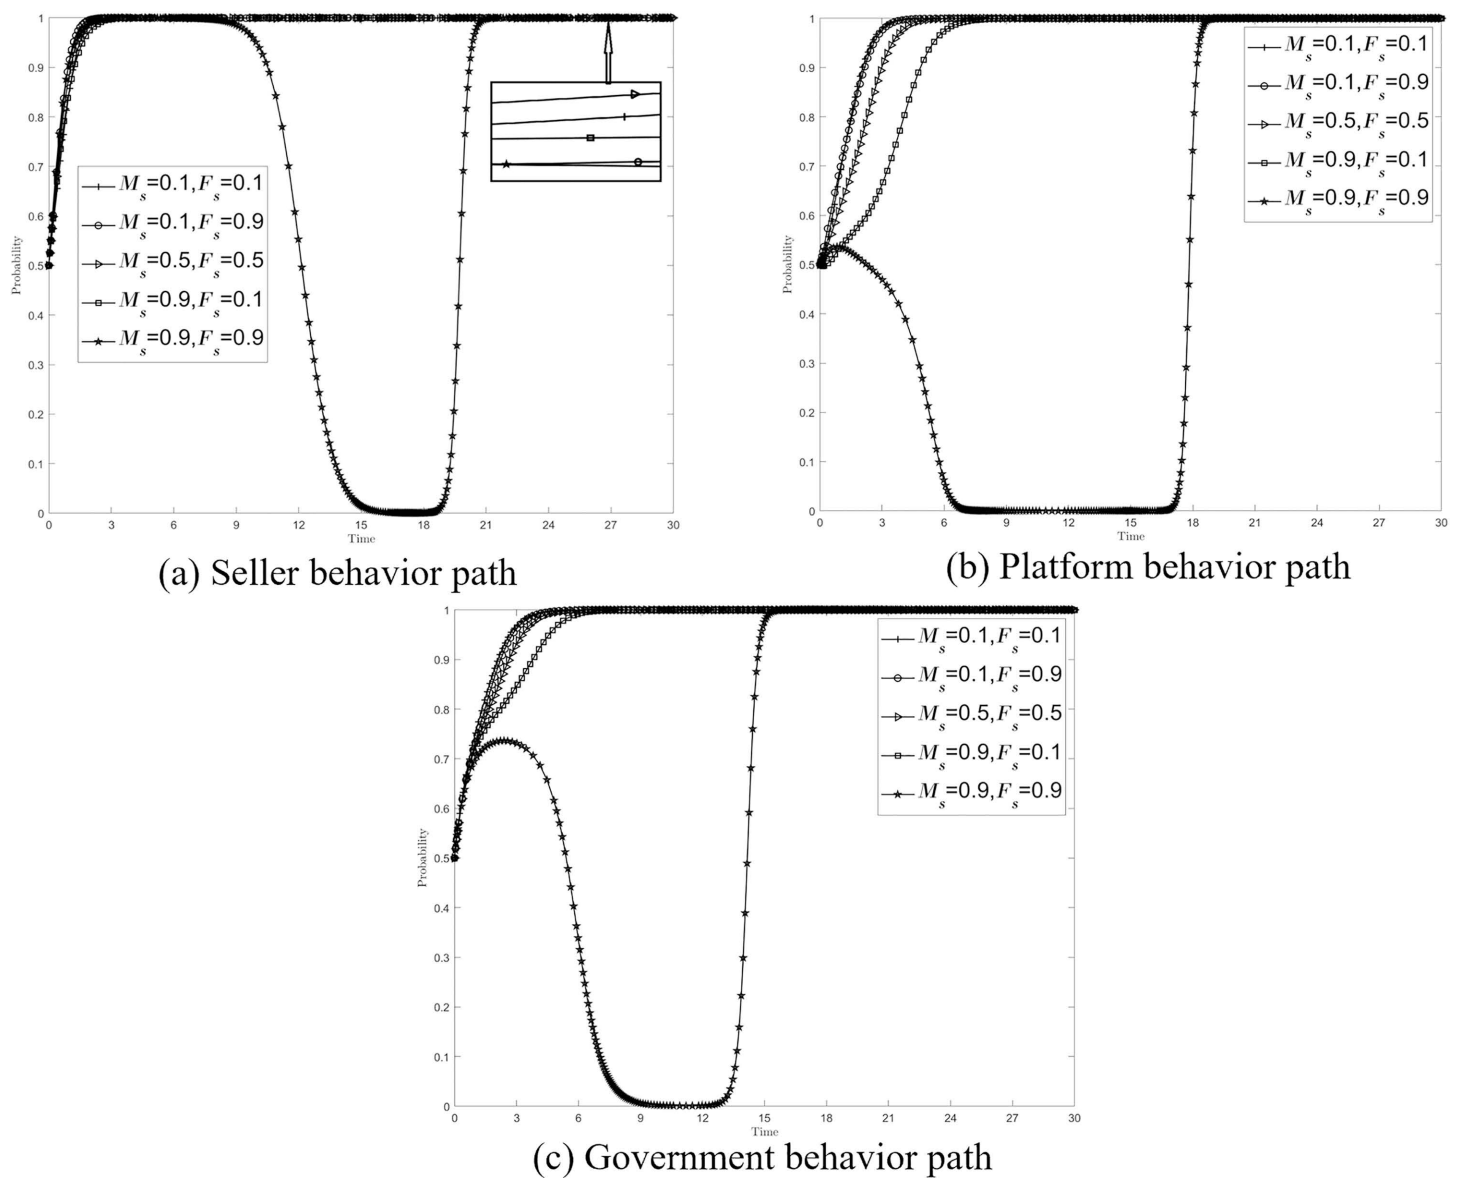 1
0.9
0.8
0.7
0.6
0.5
0.4
0.3
0.2
0.1
0
Probability
M_s=0.1,F_s=0.1
M_s=0.1,F_s=0.9
M_s=0.5,F_s=0.5
M_s=0.9,F_s=0.1
M_s=0.9,F_s=0.9
0 3 6 9 12 15 18 21 24 27 30
Time
(a) Seller behavior path
1
0.9
0.8
0.7
0.6
0.5
0.4
0.3
0.2
0.1
0
Probability
M_s=0.1,F_s=0.1
M_s=0.1,F_s=0.9
M_s=0.5,F_s=0.5
M_s=0.9,F_s=0.1
M_s=0.9,F_s=0.9
0 3 6 9 12 15 18 21 24 27 30
Time
(b) Platform behavior path
1
0.9
0.8
0.7
0.6
0.5
0.4
0.3
0.2
0.1
0
Probability
M_s=0.1,F_s=0.1
M_s=0.1,F_s=0.9
M_s=0.5,F_s=0.5
M_s=0.9,F_s=0.1
M_s=0.9,F_s=0.9
0 3 6 9 12 15 18 21 24 27 30
Time
(c) Government behavior path